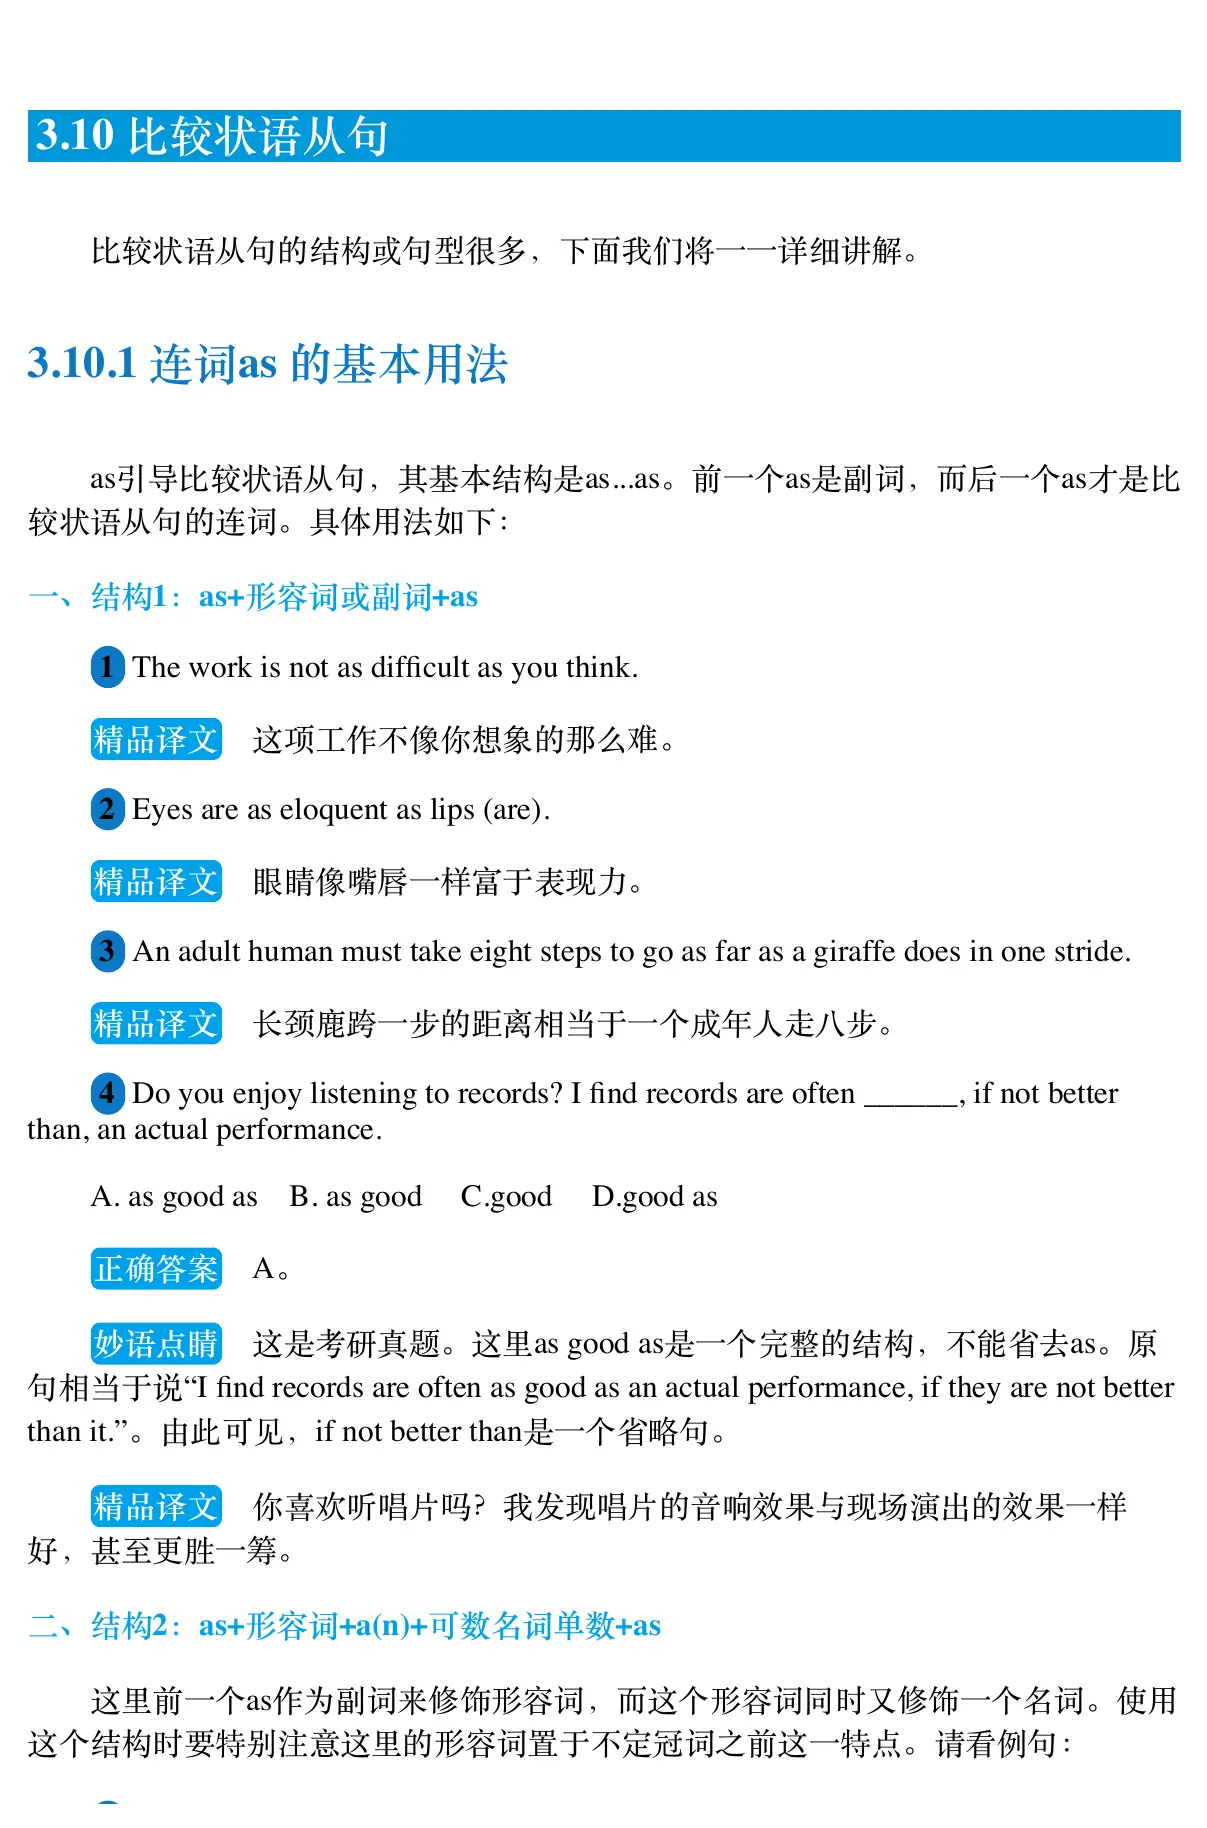 3.10 比较状语从句
比较状语从句的结构或句型很多，下面我们将一一详细讲解。
3.10.1 连词as 的基本用法
as引导比较状语从句，其基本结构是as...as。前一个as是副词，而后一个as才是比
较状语从句的连词。具体用法如下：
一、结构1：as+形容词或副词+as
1 The work is not as difficult as you think.
精品译文 这项工作不像你想象的那么难。
2 Eyes are as eloquent as lips (are).
精品译文 眼睛像嘴唇一样富于表现力。
3 An adult human must take eight steps to go as far as a giraffe does in one stride.
精品译文 长颈鹿跨一步的距离相当于一个成年人走八步。
4 Do you enjoy listening to records? I find records are often ______, if not better
than, an actual performance.
A. as good as B. as good C.good D.good as
正确答案 A。
妙语点睛 这是考研真题。这里as good as是一个完整的结构，不能省去as。原
句相当于说“I find records are often as good as an actual performance, if they are not better
than it.”。由此可见，if not better than是一个省略句。
精品译文 你喜欢听唱片吗？我发现唱片的音响效果与现场演出的效果一样
好，甚至更胜一筹。
二、结构2：as+形容词+a(n)+可数名词单数+as
这里前一个as作为副词来修饰形容词，而这个形容词同时又修饰一个名词。使用
这个结构时要特别注意这里的形容词置于不定冠词之前这一特点。请看例句：